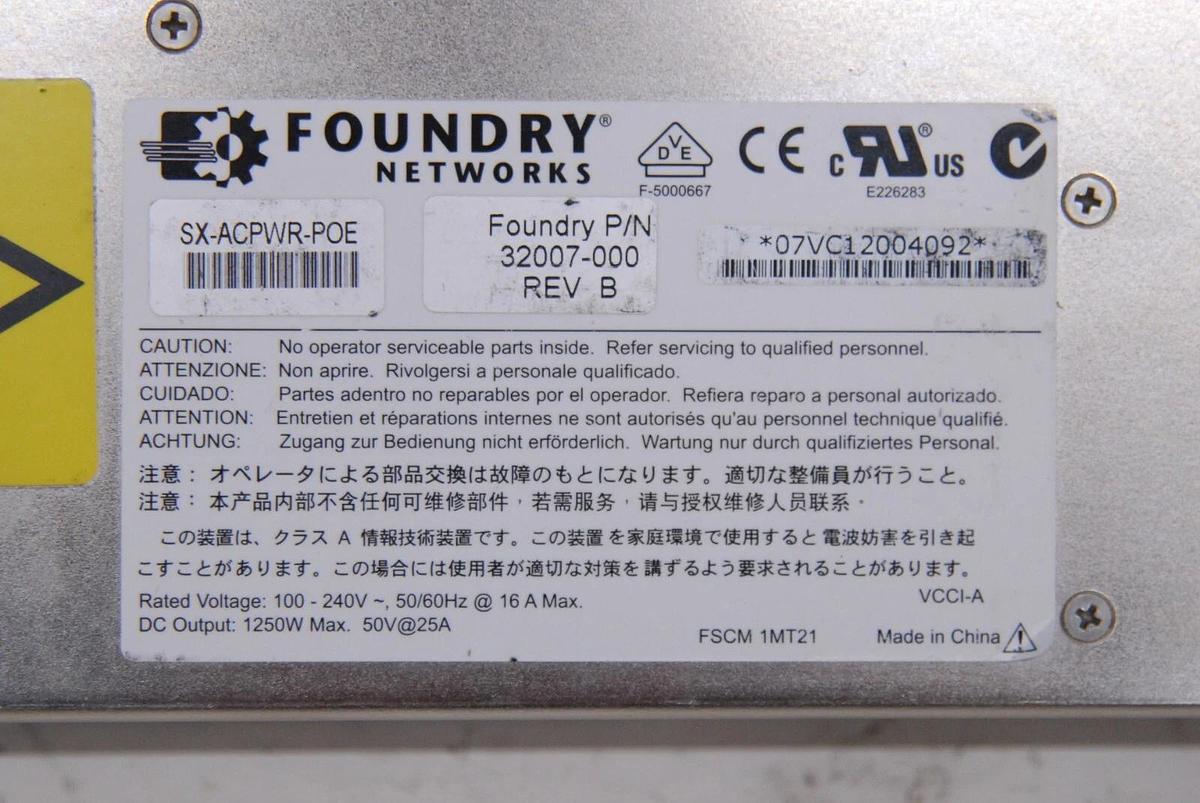 FOUNDRY®
NETWORKS
VDE
F-5000667
CE
C UR® US
E226283
SX-ACPWR-POE
Foundry P/N
32007-000
REV B
*07VC12004092*
CAUTION: No operator serviceable parts inside. Refer servicing to qualified personnel.
ATTENZIONE: Non aprire. Rivolgersi a personale qualificado.
CUIDADO: Partes adentro no reparables por el operador. Refiera reparo a personal autorizado.
ATTENTION: Entretien et réparations internes ne sont autorisés qu'au personnel technique qualifié.
ACHTUNG: Zugang zur Bedienung nicht erförderlich. Wartung nur durch qualifiziertes Personal.
注意：オペレータによる部品交換は故障のもとになります。適切な整備員が行うこと。
注意：本产品内部不含任何可维修部件，若需服务，请与授权维修人员联系。
この装置は、クラス A 情報技術装置です。この装置を家庭環境で使用すると電波妨害を引き起
こすことがあります。この場合には使用者が適切な対策を講ずるよう要求されることがあります。
VCCI-A
Rated Voltage: 100 - 240V ~, 50/60Hz @ 16 A Max.
DC Output: 1250W Max. 50V@25A
FSCM 1MT21 Made in China